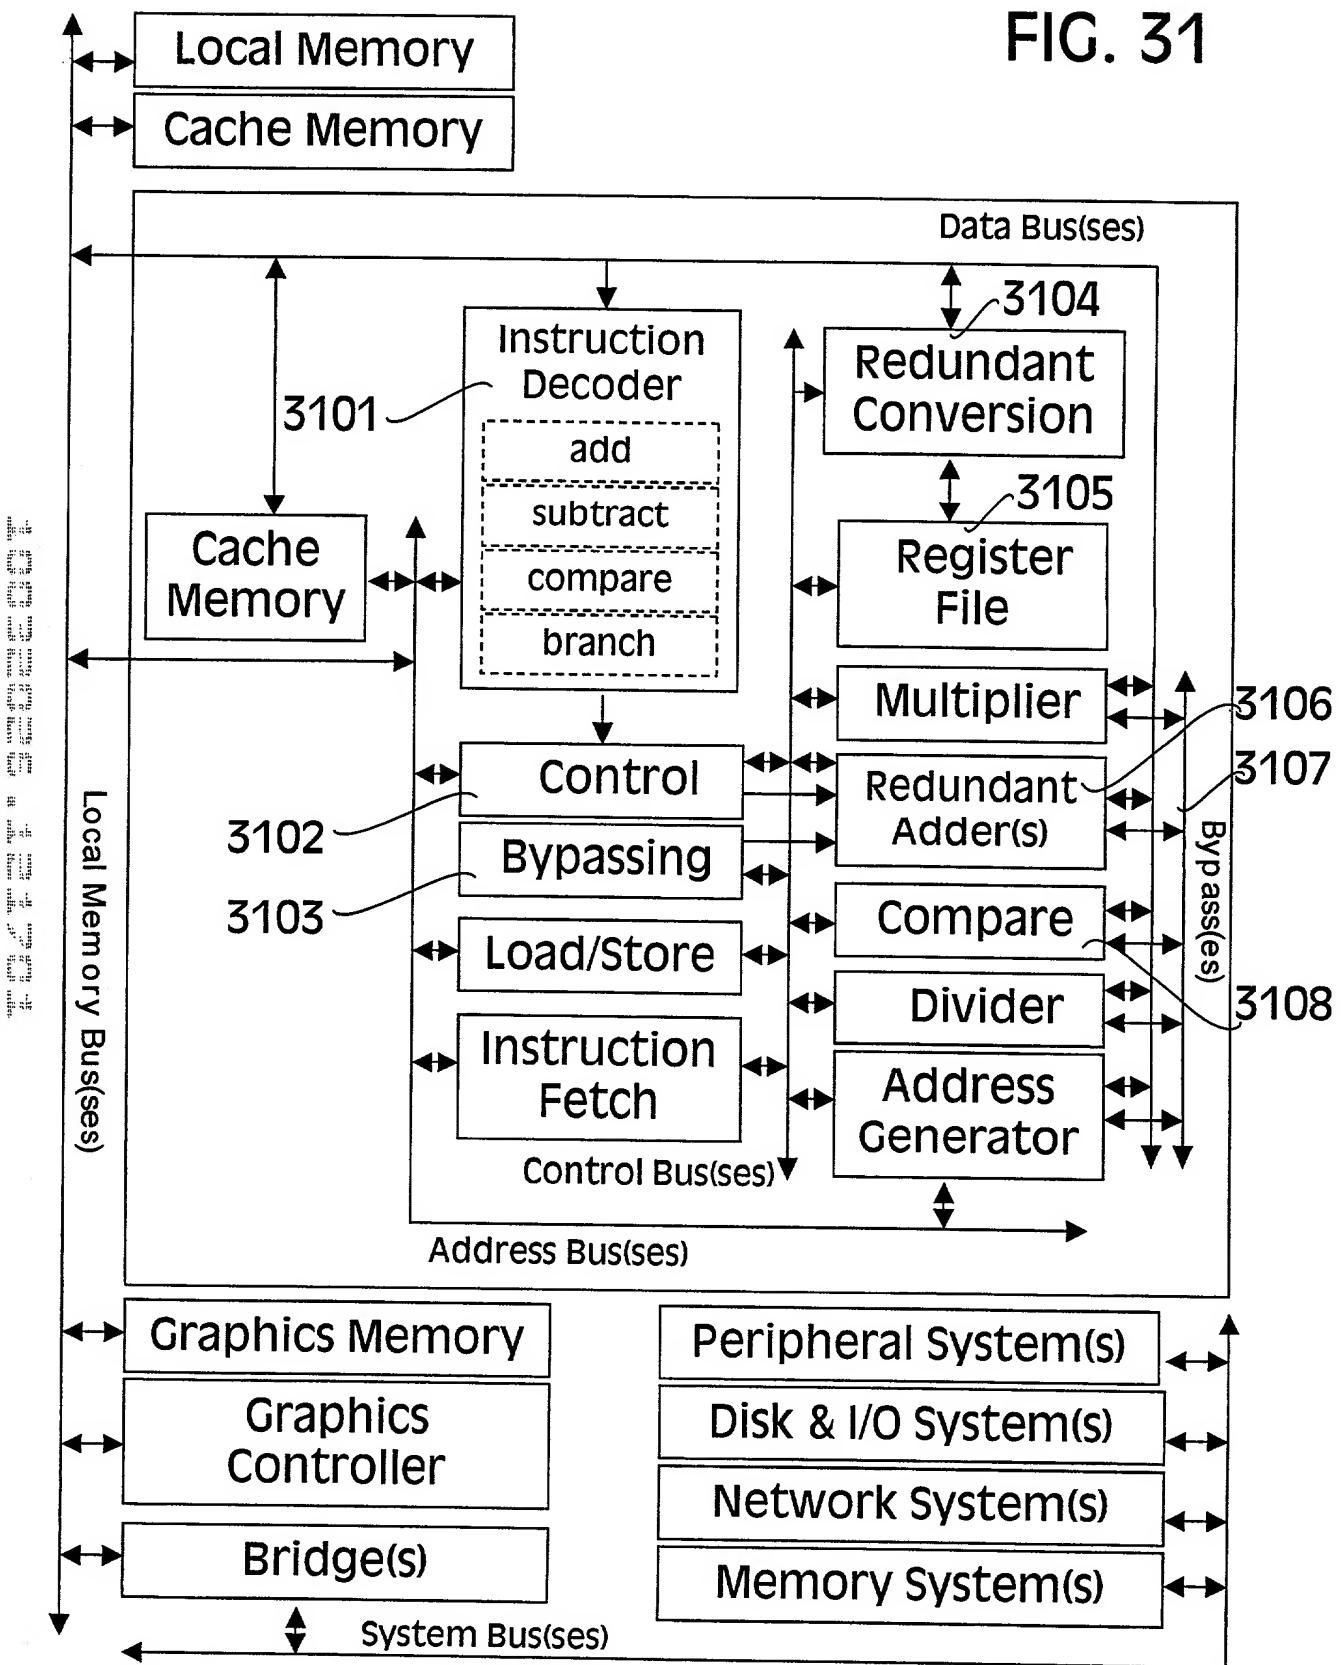 FIG. 31
Local Memory
Cache Memory
Data Bus(ses)
3104
Instruction
Decoder
3101
add
subtract
compare
branch
Redundant
Conversion
3105
Cache
Memory
Register
File
Multiplier
3106
Control
3102
Redundant
Adder(s)
3107
Bypassing
3103
Bypass(es)
Load/Store
Compare
3108
Instruction
Fetch
Divider
Address
Generator
Control Bus(ses)
Address Bus(ses)
Local Memory Bus(ses)
Graphics Memory
Graphics
Controller
Bridge(s)
Peripheral System(s)
Disk & I/O System(s)
Network System(s)
Memory System(s)
System Bus(ses)